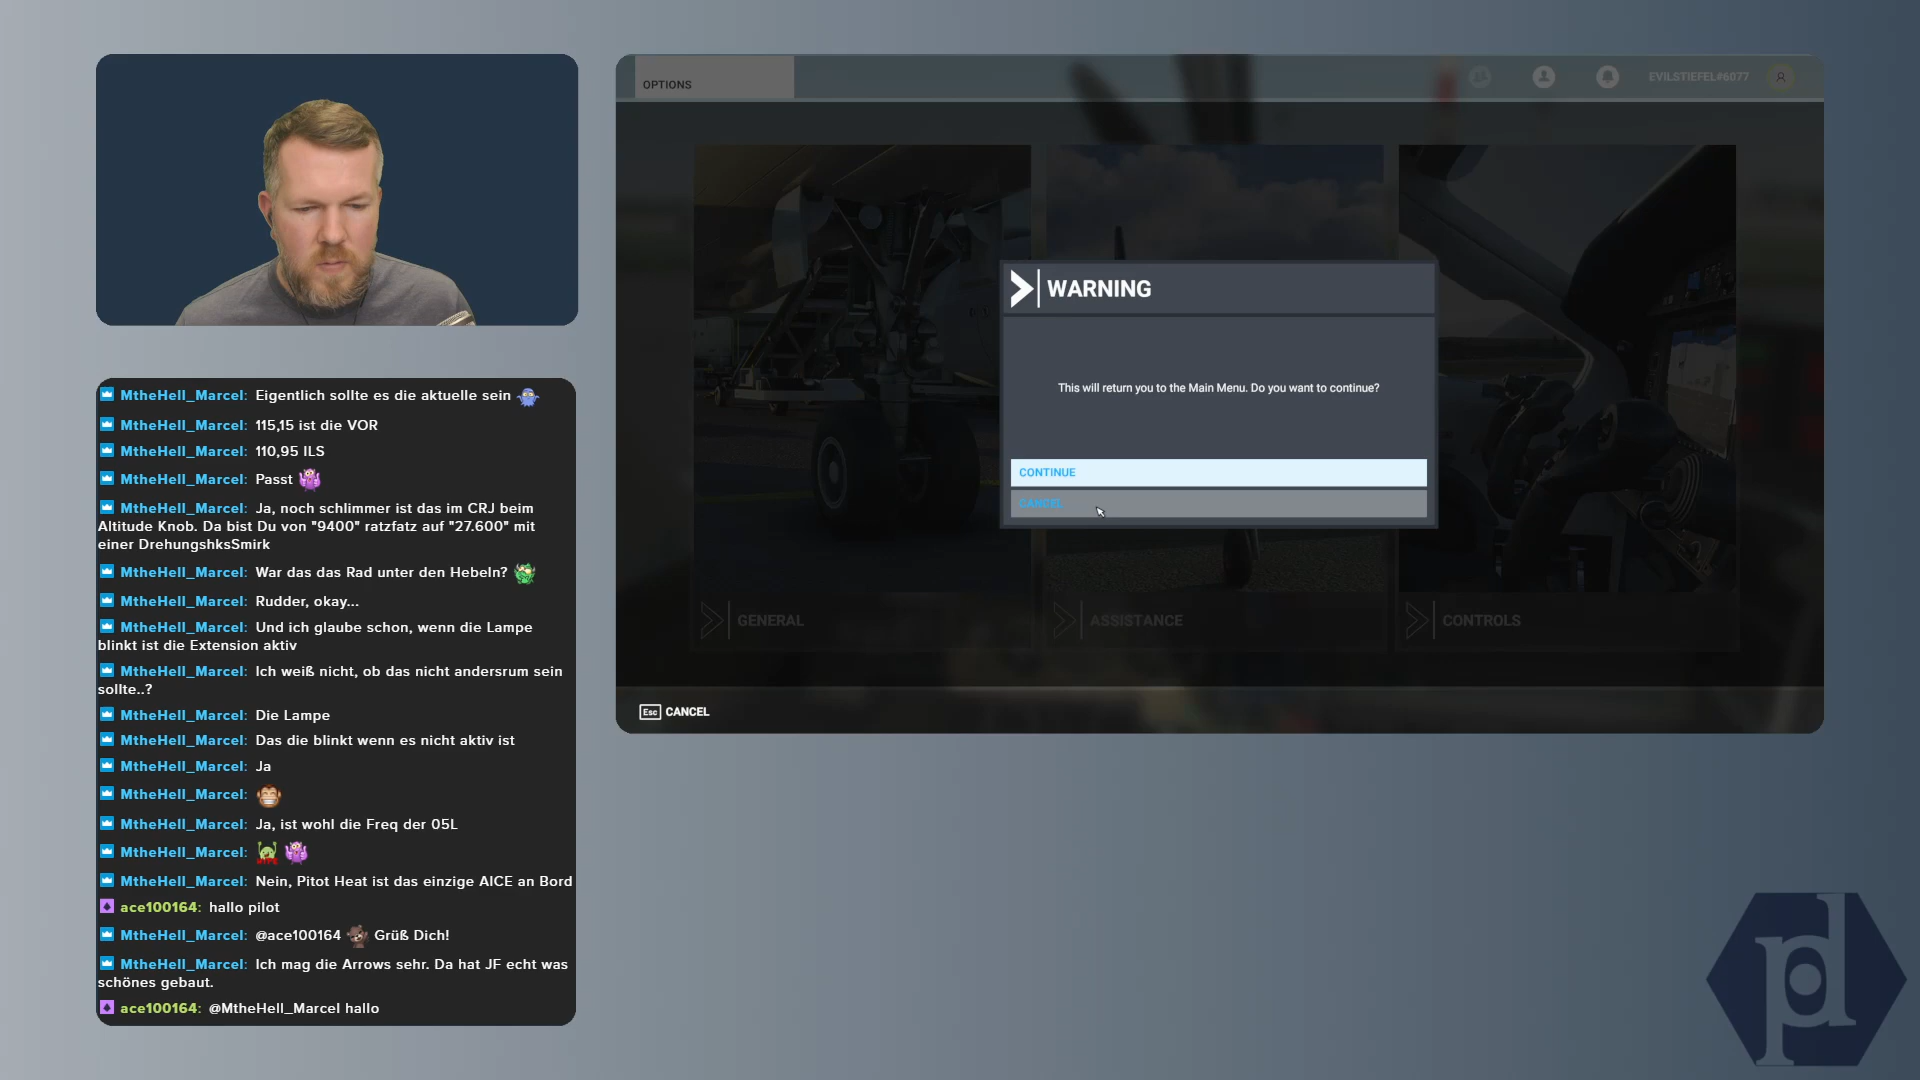 MtheHell_Marcel: Eigentlich sollte es die aktuelle sein
MtheHell_Marcel: 115,15 ist die VOR
MtheHell_Marcel: 110,95 ILS
MtheHell_Marcel: Passt
MtheHell_Marcel: Ja, noch schlimmer ist das im CRJ beim
Altitude Knob. Da bist Du von "9400" ratzfatz auf "27.600" mit
einer DrehungshksSmirk
MtheHell_Marcel: War das das Rad unter den Hebeln?
MtheHell_Marcel: Rudder, okay...
MtheHell_Marcel: Und ich glaube schon, wenn die Lampe
blinkt ist die Extension aktiv
MtheHell_Marcel: Ich weiß nicht, ob das nicht andersrum sein
sollte..?
MtheHell_Marcel: Die Lampe
MtheHell_Marcel: Das die blinkt wenn es nicht aktiv ist
MtheHell_Marcel: Ja
MtheHell_Marcel:
MtheHell_Marcel: Ja, ist wohl die Freq der 05L
MtheHell_Marcel:
MtheHell_Marcel: Nein, Pitot Heat ist das einzige AICE an Bord
ace100164: hallo pilot
MtheHell_Marcel: @ace100164 Grüß Dich!
MtheHell_Marcel: Ich mag die Arrows sehr. Da hat JF echt was
schönes gebaut.
ace100164: @MtheHell_Marcel hallo
OPTIONS
EVILSTIEFEL#6077
WARNING
This will return you to the Main Menu. Do you want to continue?
CONTINUE
CANCEL
GENERAL
ASSISTANCE
CONTROLS
Esc CANCEL
pd